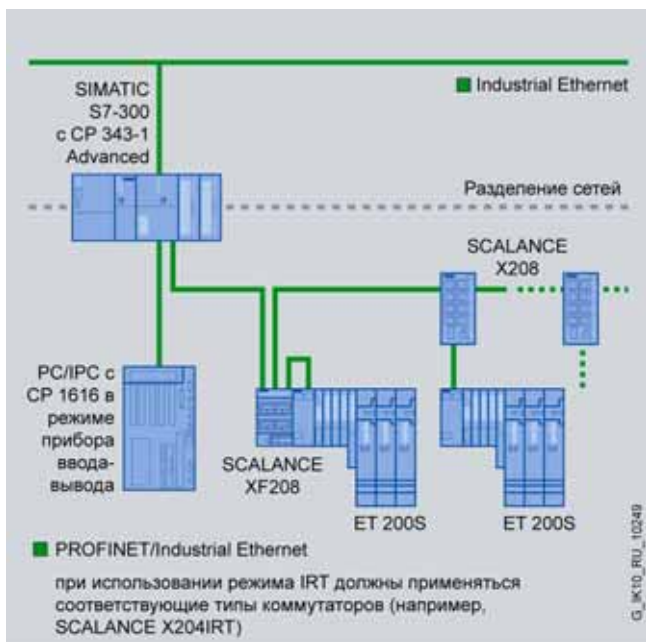 SIMATIC
S7-300
с CP 343-1
Advanced
Industrial Ethernet
Разделение сетей
SCALANCE
X208
PC/IPC с
CP 1616 в
режиме
прибора
ввода-
вывода
SCALANCE
XF208
ET 200S
ET 200S
PROFINET/Industrial Ethernet
при использовании режима IRT должны применяться
соответствующие типы коммутаторов (например,
SCALANCE X204IRT)
G_IK10_RU_10249